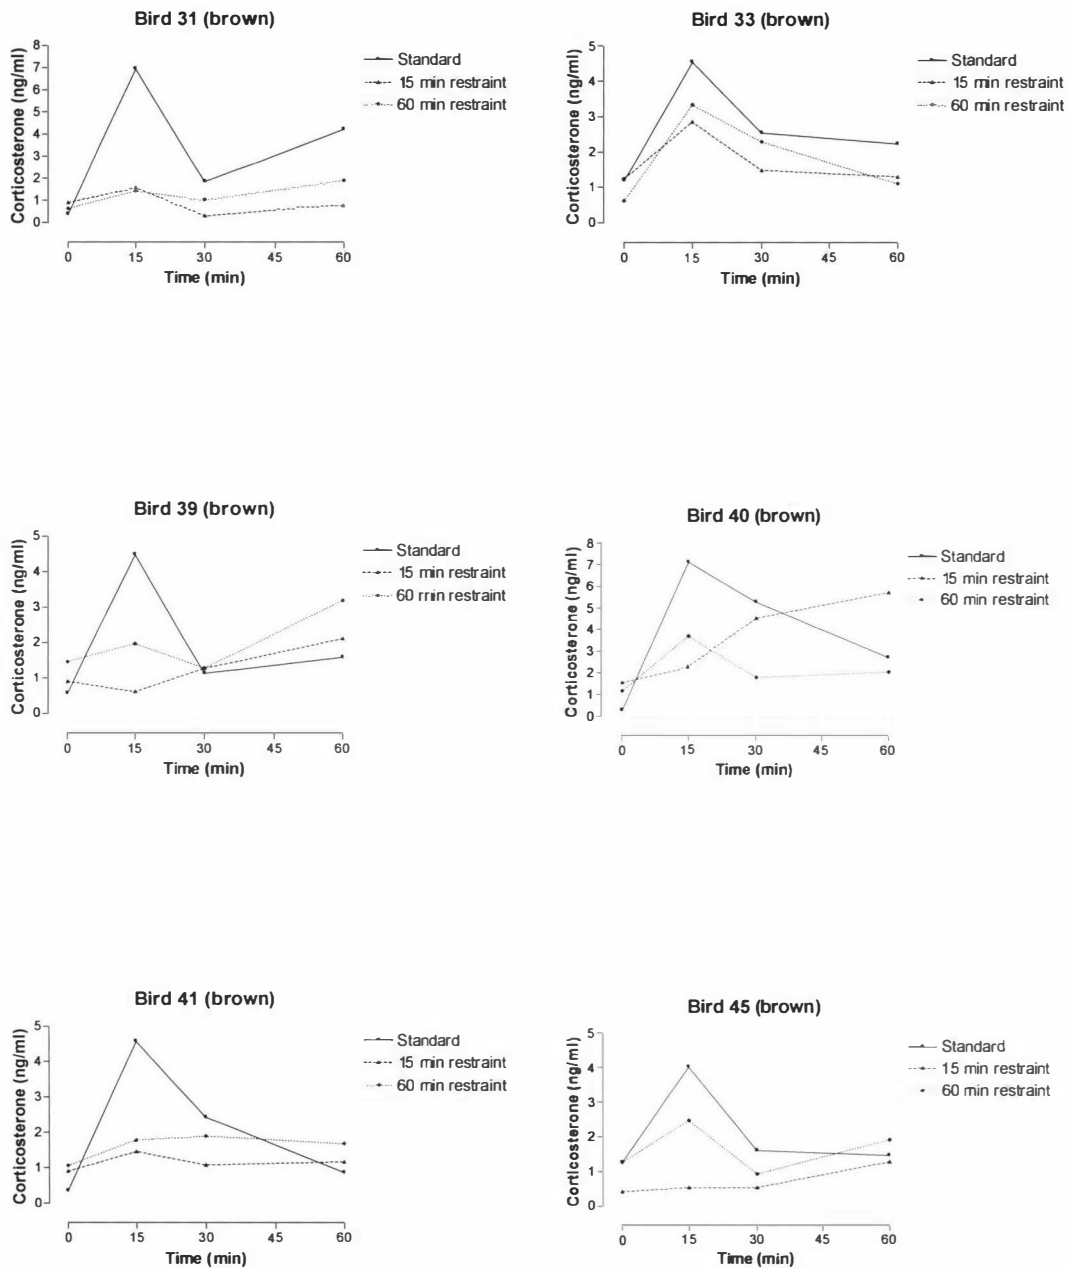 Bird 31 (brown)
Corticosterone (ng/ml)
8
7
6
5
4
3
2
1
0
0 15 30 45 60
Time (min)
Standard
15 min restraint
60 min restraint
Bird 33 (brown)
Corticosterone (ng/ml)
5
4
3
2
1
0
0 15 30 45 60
Time (min)
Standard
15 min restraint
60 min restraint
Bird 39 (brown)
Corticosterone (ng/ml)
5
4
3
2
1
0
0 15 30 45 60
Time (min)
Standard
15 min restraint
60 min restraint
Bird 40 (brown)
Corticosterone (ng/ml)
8
7
6
5
4
3
2
1
0
0 15 30 45 60
Time (min)
Standard
15 min restraint
60 min restraint
Bird 41 (brown)
Corticosterone (ng/ml)
5
4
3
2
1
0
0 15 30 45 60
Time (min)
Standard
15 min restraint
60 min restraint
Bird 45 (brown)
Corticosterone (ng/ml)
5
4
3
2
1
0
0 15 30 45 60
Time (min)
Standard
15 min restraint
60 min restraint